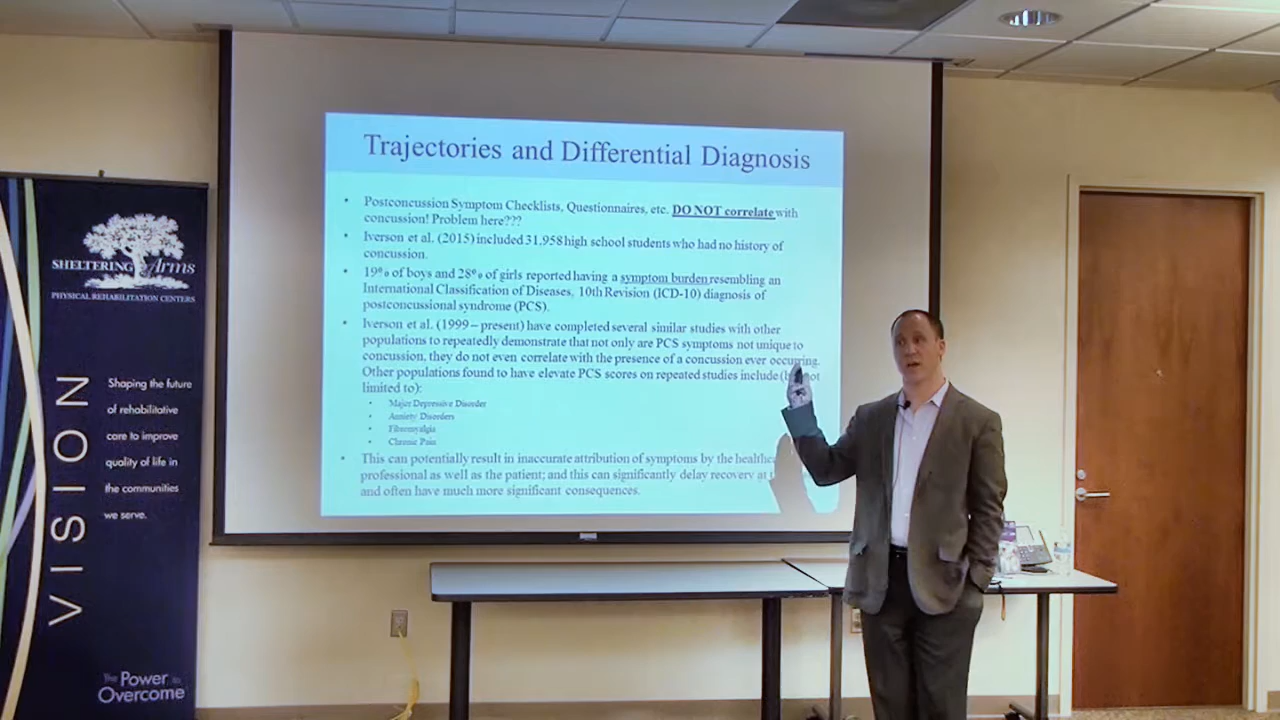 Trajectories and Differential Diagnosis
• Postconcussion Symptom Checklists, Questionnaires, etc. DO NOT correlate with
concussion! Problem here???
• Iverson et al. (2015) included 31,958 high school students who had no history of
concussion.
• 19% of boys and 28% of girls reported having a symptom burden resembling an
International Classification of Diseases, 10th Revision (ICD-10) diagnosis of
postconcussional syndrome (PCS).
• Iverson et al. (1999 – present) have completed several similar studies with other
populations to repeatedly demonstrate that not only are PCS symptoms not unique to
concussion, they do not even correlate with the presence of a concussion ever occurring.
Other populations found to have elevate PCS scores on repeated studies include (
limited to):
• Major Depressive Disorder
• Anxiety Disorders
• Fibromyalgia
• Chronic Pain
• This can potentially result in inaccurate attribution of symptoms by the
professional as well as the patient; and this can significantly delay recovery at
and often have much more significant consequences.
SHELTERING Arms
PHYSICAL REHABILITATION CENTERS
VISION
Shaping the future
of rehabilitative
care to improve
quality of life in
the communities
we serve.
The Power to
Overcome